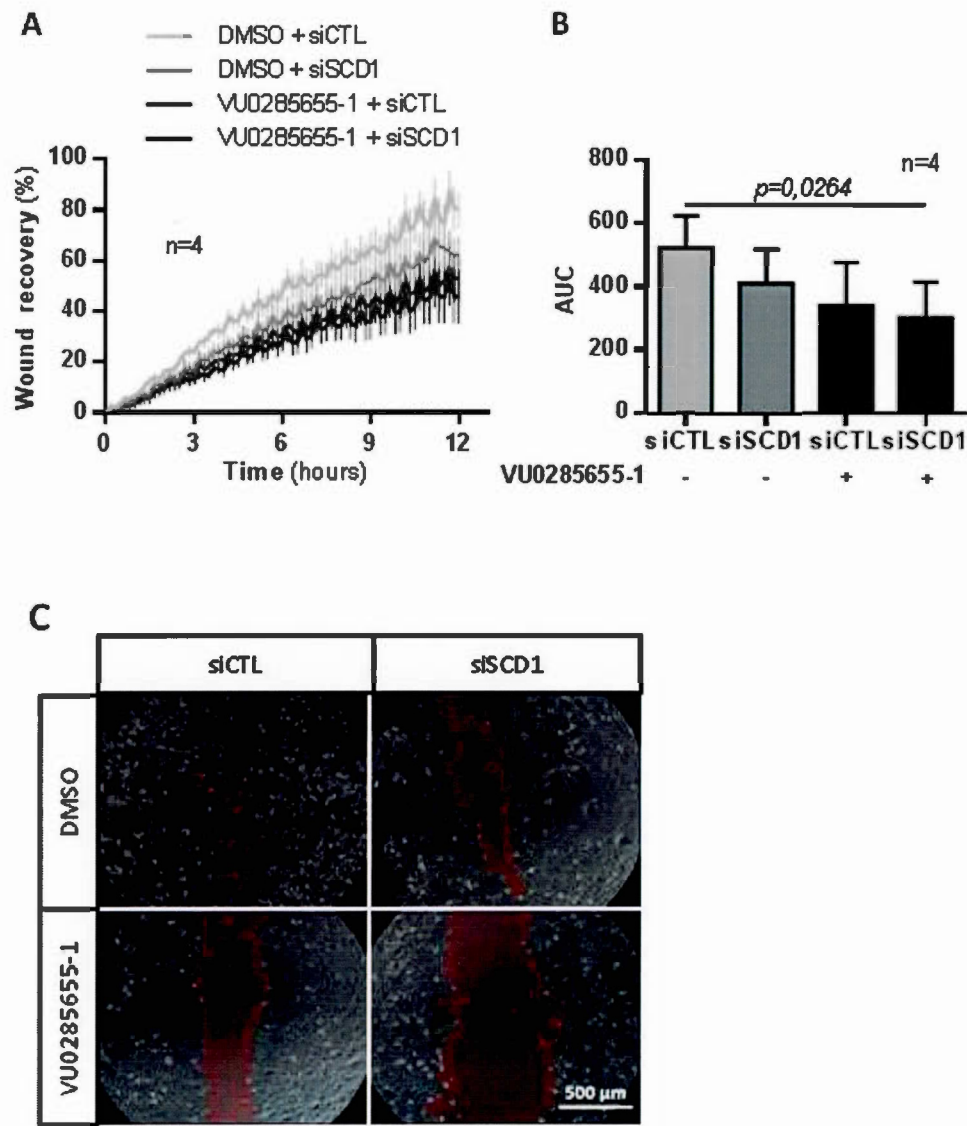 A
DMSO + siCTL
DMSO + siSCD1
VU0285655-1 + siCTL
VU0285655-1 + siSCD1
100
80
60
40
20
0
Wound recovery (%)
n=4
0 3 6 9 12
Time (hours)
B
800
600
400
200
0
AUC
n=4
p=0,0264
siCTL siSCD1 siCTL siSCD1
VU0285655-1 - - + +
C
siCTL siSCD1
DMSO
VU0285655-1
500 µm